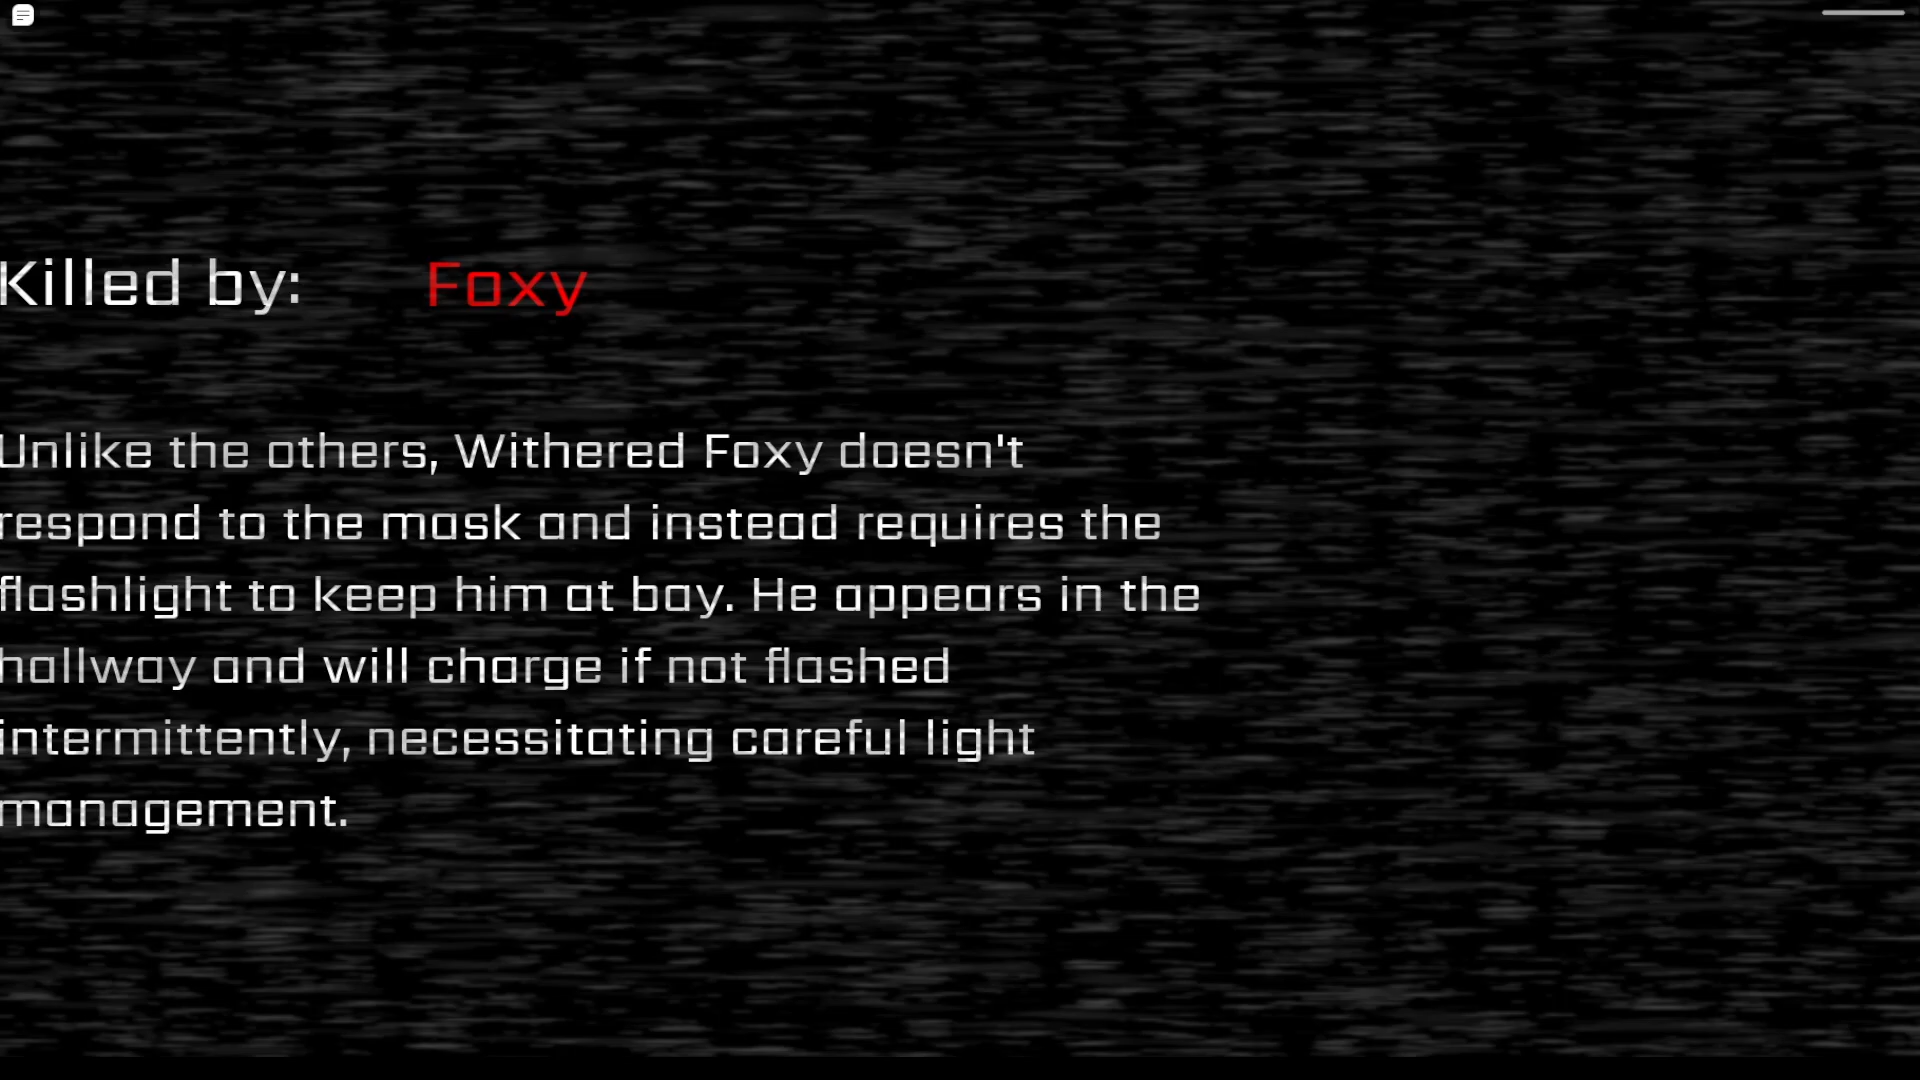 Killed by: Foxy
Unlike the others, Withered Foxy doesn't
respond to the mask and instead requires the
flashlight to keep him at bay. He appears in the
hallway and will charge if not flashed
intermittently, necessitating careful light
management.